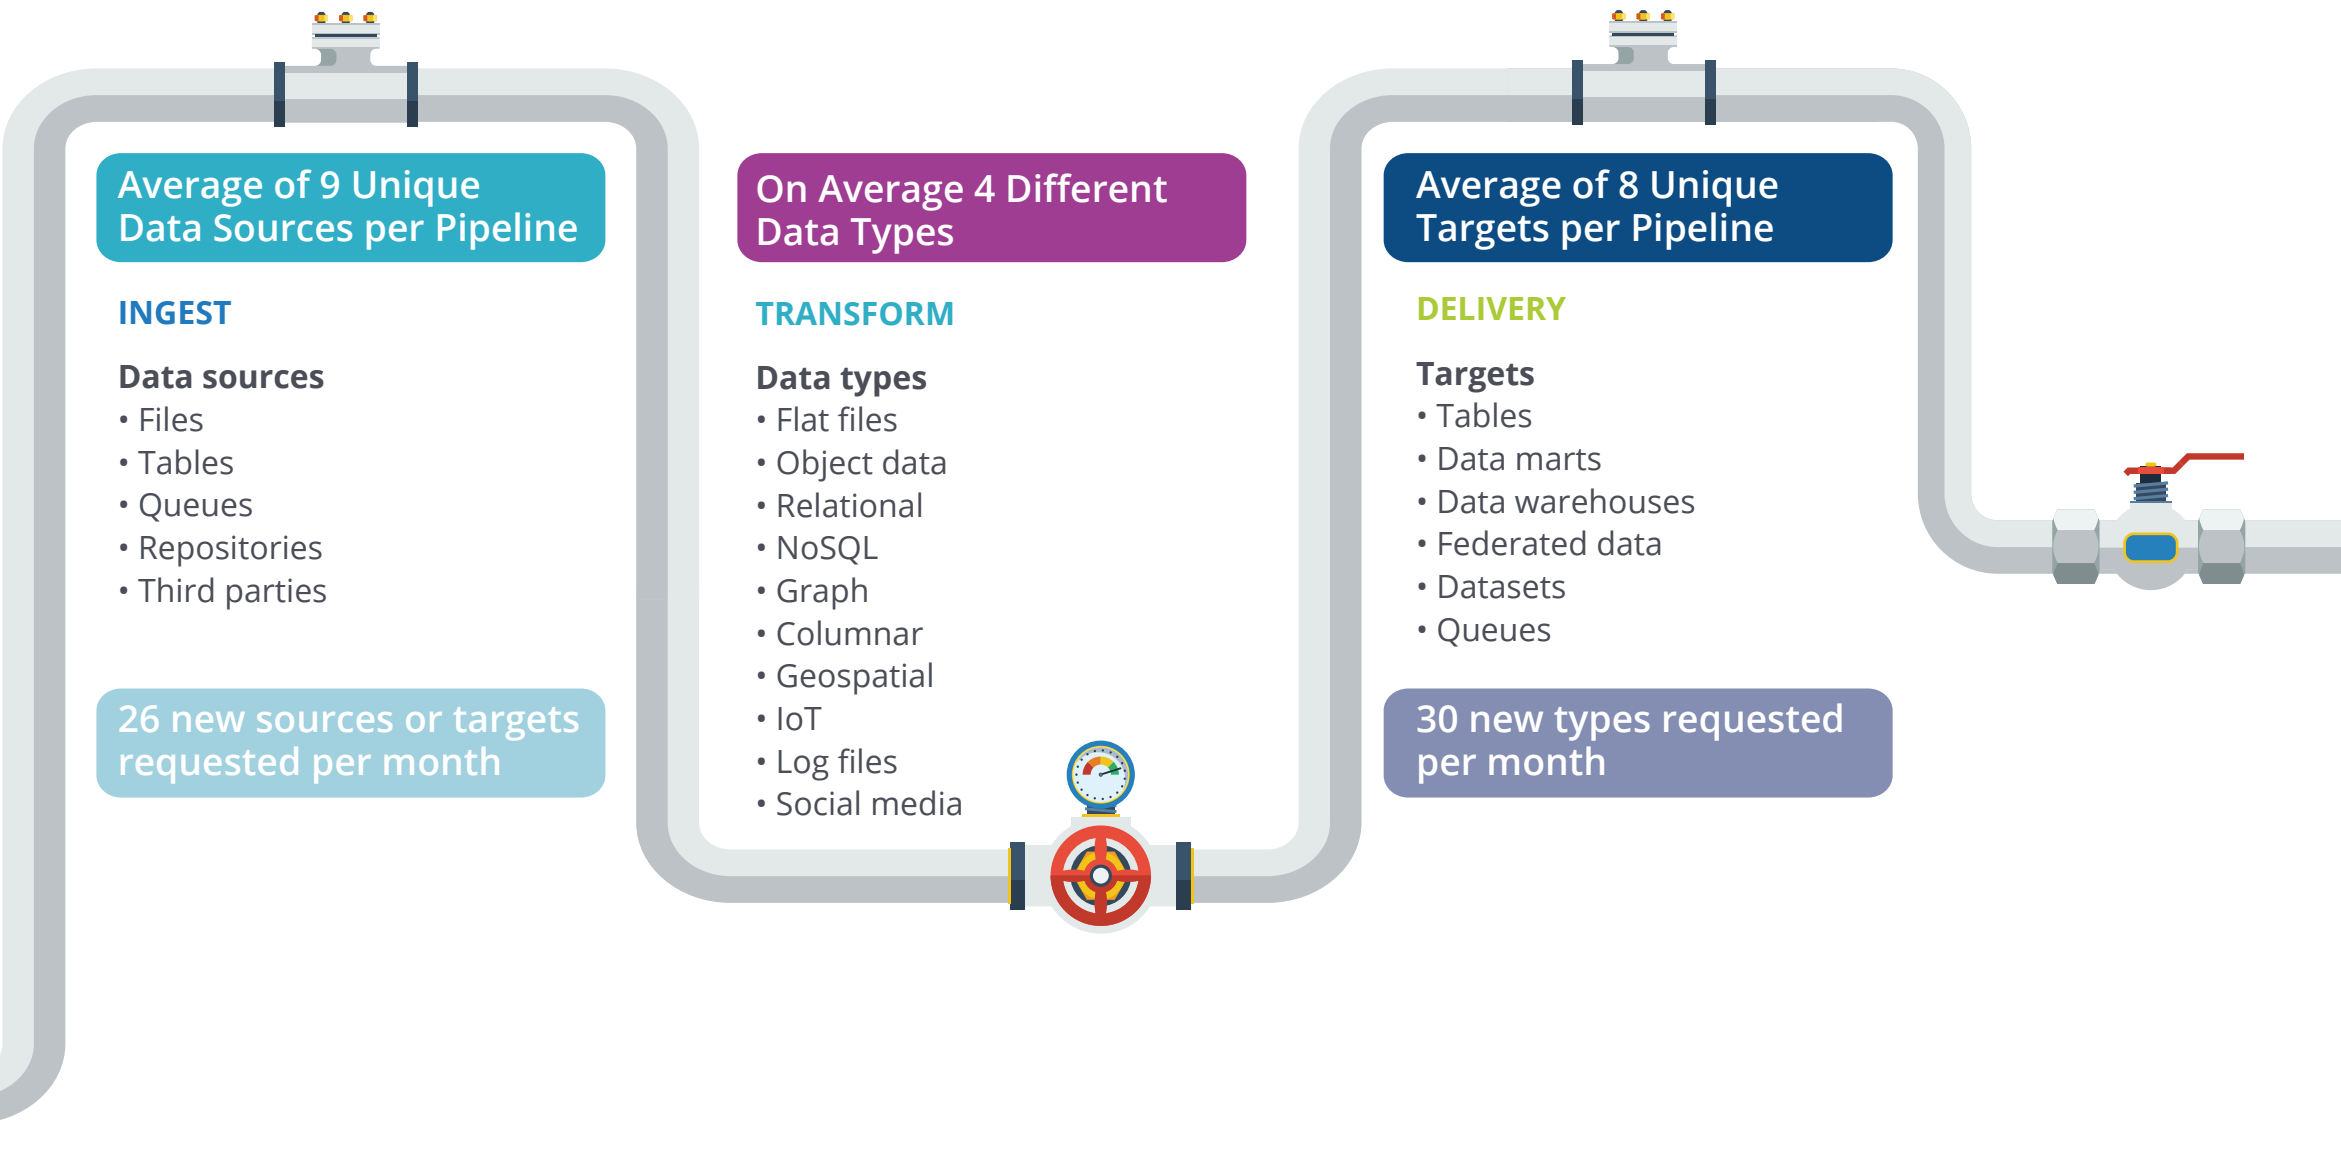 Average of 9 Unique
Data Sources per Pipeline
INGEST
Data sources
• Files
• Tables
• Queues
• Repositories
• Third parties
26 new sources or targets
requested per month
On Average 4 Different
Data Types
TRANSFORM
Data types
• Flat files
• Object data
• Relational
• NoSQL
• Graph
• Columnar
• Geospatial
• IoT
• Log files
• Social media
Average of 8 Unique
Targets per Pipeline
DELIVERY
Targets
• Tables
• Data marts
• Data warehouses
• Federated data
• Datasets
• Queues
30 new types requested
per month